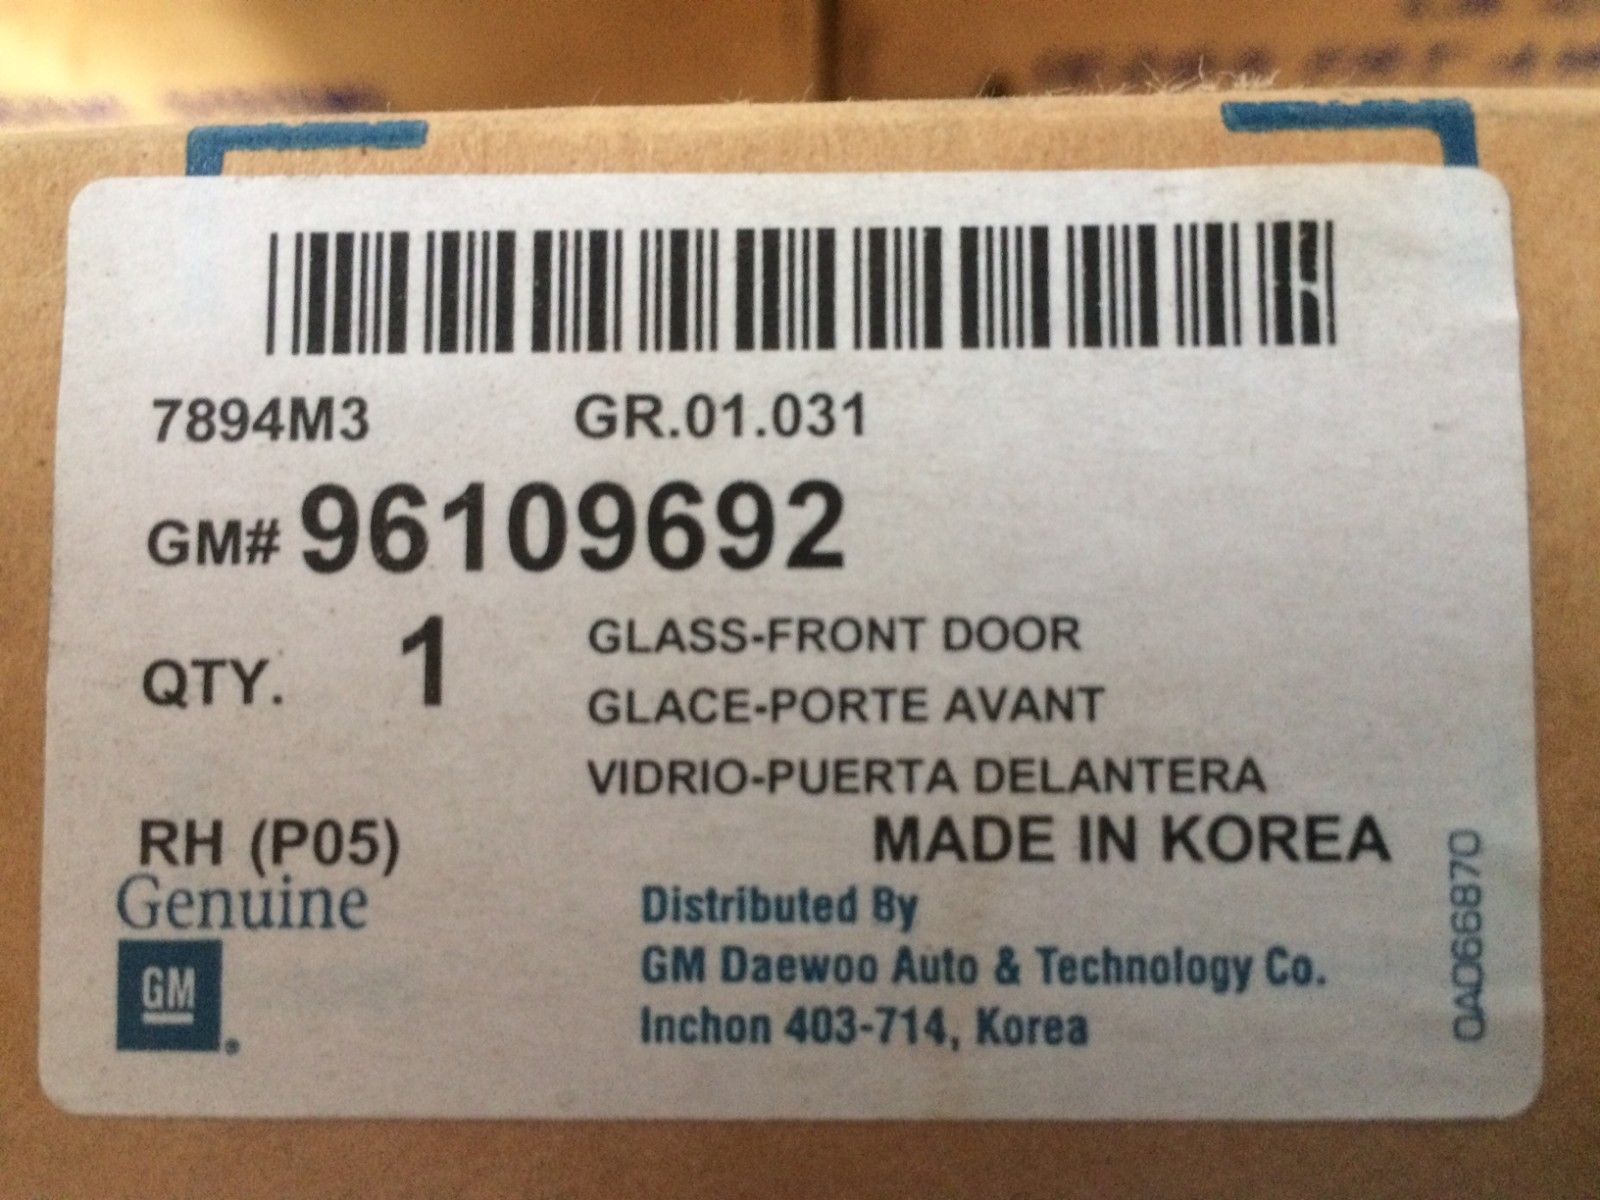 7894M3 GR.01.031
GM# 96109692
QTY. 1
GLASS-FRONT DOOR
GLACE-PORTE AVANT
VIDRIO-PUERTA DELANTERA
RH (P05) MADE IN KOREA
Genuine
GM
Distributed By
GM Daewoo Auto & Technology Co.
Inchon 403-714, Korea
0AD66870